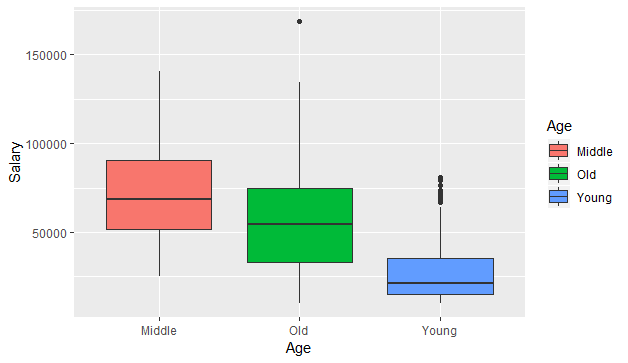 150000
100000
50000
Salary
Middle
Old
Young
Age
Age
Middle
Old
Young